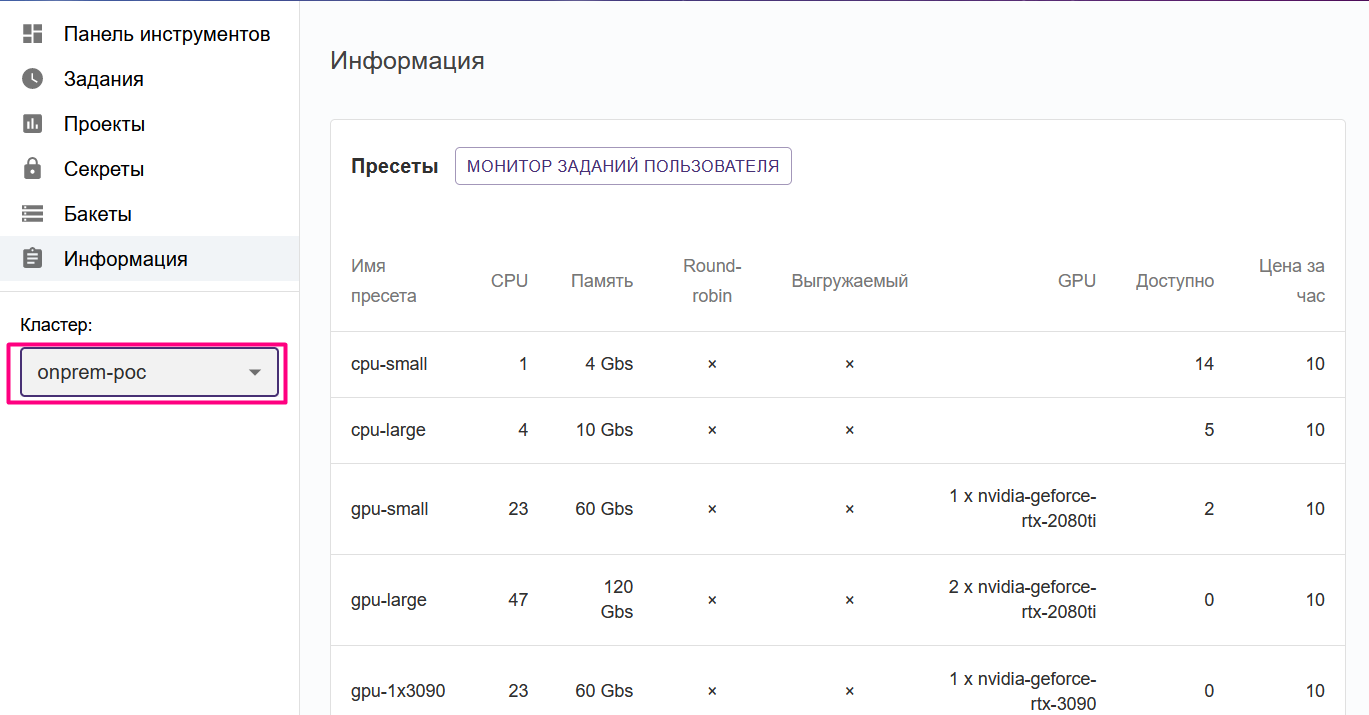 Панель инструментов
Задания
Проекты
Секреты
Бакеты
Информация
Кластер:
onprem-poc
Информация
Пресеты МОНИТОР ЗАДАНИЙ ПОЛЬЗОВАТЕЛЯ
Имя пресета CPU Память Round-robin Выгружаемый GPU Доступно Цена за час
cpu-small 1 4 Gbs × × 14 10
cpu-large 4 10 Gbs × × 5 10
gpu-small 23 60 Gbs × × 1 x nvidia-geforce-rtx-2080ti 2 10
gpu-large 47 120 Gbs × × 2 x nvidia-geforce-rtx-2080ti 0 10
gpu-1x3090 23 60 Gbs × × 1 x nvidia-geforce-rtx-3090 0 10